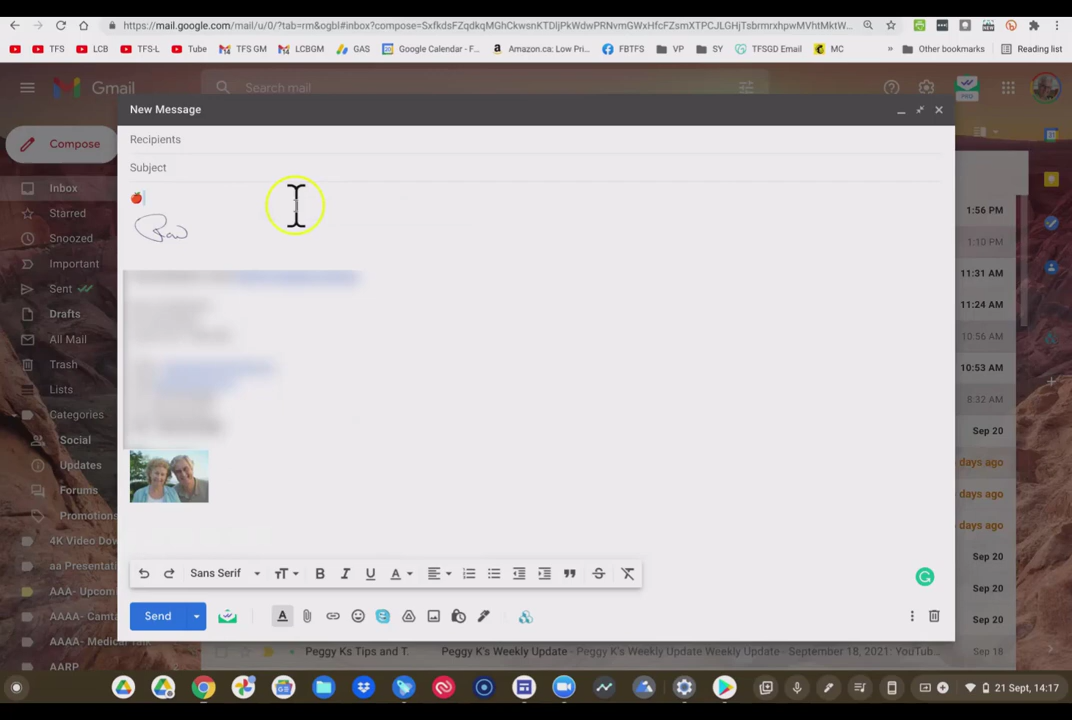 https://mail.google.com/mail/u/0/?tab=rm&ogbl#inbox?compose=SxfkdsFZqdkqMGhCkwsnKTDljPkWdwPRNvmGWxHfcFZsmXTPCJLGHjTsbrmrxhpwMVhtMktW...
TFS LCB TFS-L Tube TFS GM LCBGM GAS Google Calendar - F... Amazon.ca: Low Pri... FBTFS VP SY TFSGD Email MC » Other bookmarks Reading list
Gmail Search mail PRO
New Message
Compose
Recipients
Subject
Inbox
Starred 1:56 PM
Snoozed 1:10 PM
Important 11:31 AM
Sent 11:24 AM
Drafts
All Mail 10:56 AM
Trash 10:53 AM
Lists 8:32 AM
Categories
Social Sep 20
Updates days ago
Forums days ago
Promotions days ago
4K Video Dow
aa Presentati Sep 20
AAA- Upcom Sep 20
AAAA- Camta Sep 20
AAAA- Medical Talk
AARP
Sans Serif
Send
Peggy Ks Tips and T. Peggy K's Weekly Update - Peggy K's Weekly Update Weekly Update - September 18, 2021: YouTub... Sep 18
21 Sept, 14:17